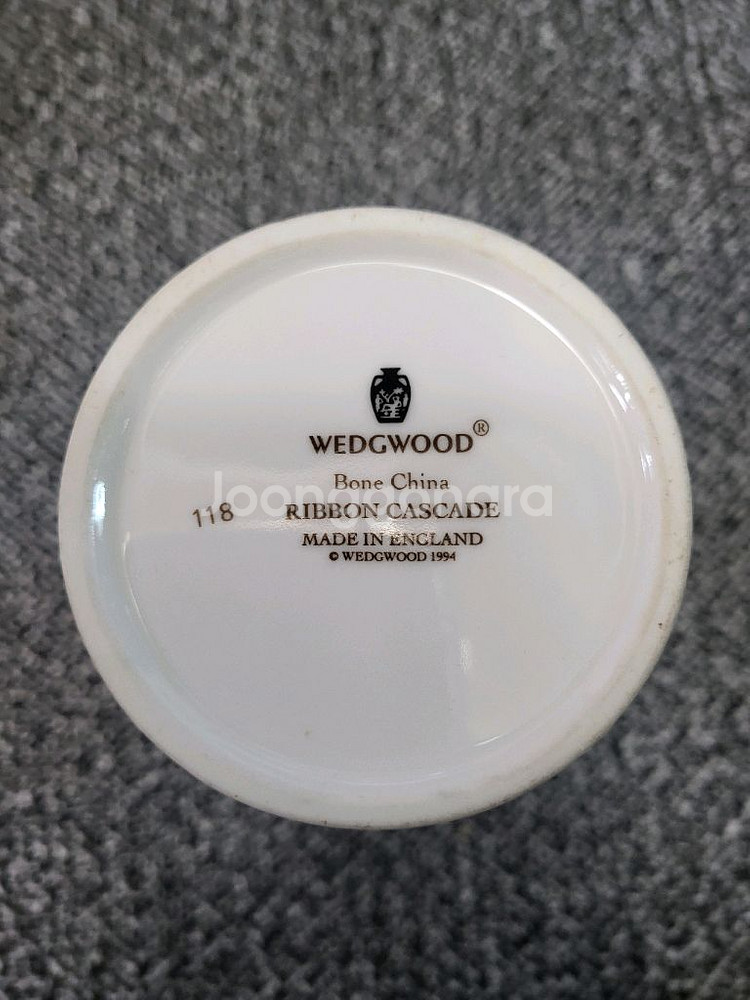 WEDGWOOD®
Bone China
joonggonara
118 RIBBON CASCADE
MADE IN ENGLAND
© WEDGWOOD 1994